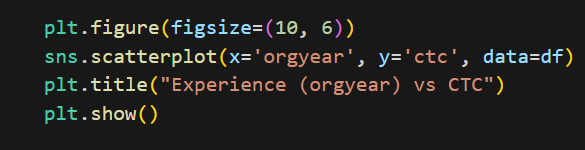 plt.figure(figsize=(10, 6))
sns.scatterplot(x='orgyear', y='ctc', data=df)
plt.title("Experience (orgyear) vs CTC")
plt.show()